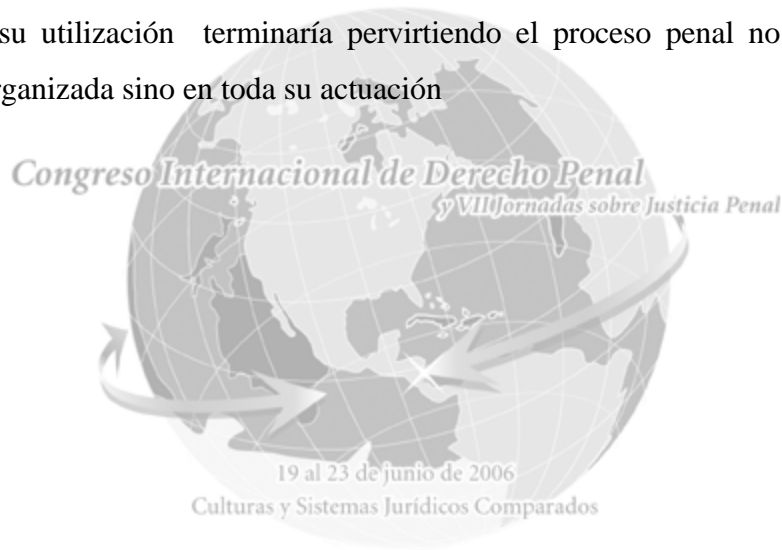 su utilización terminaría pervirtiendo el proceso penal no
rganizada sino en toda su actuación
Congreso Internacional de Derecho Penal
y VII Jornadas sobre Justicia Penal
19 al 23 de junio de 2006
Culturas y Sistemas Jurídicos Comparados